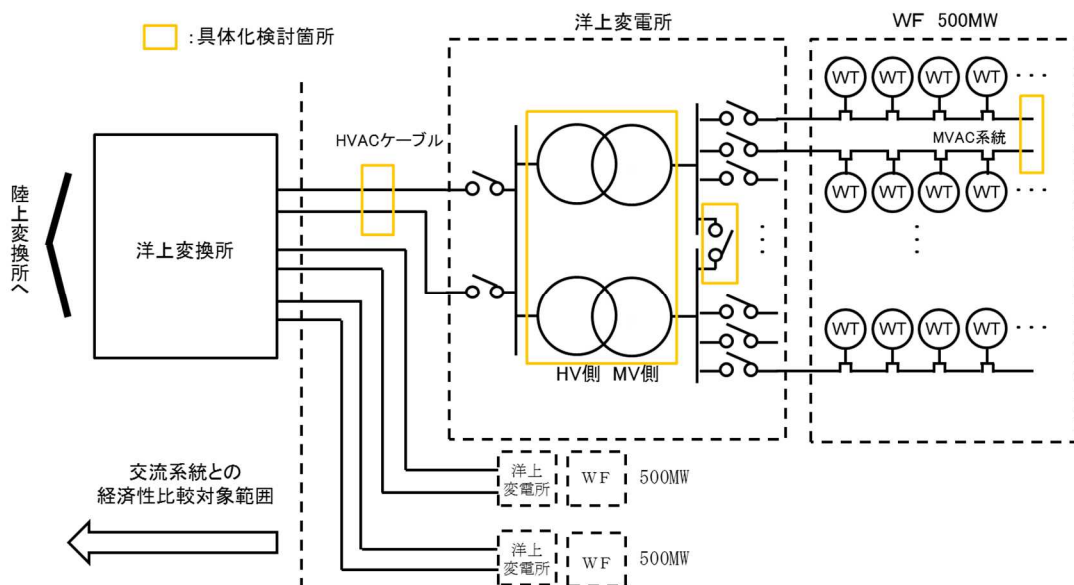 :具体化検討箇所
洋上変電所
WF 500MW
WT WT WT WT ･･･
HVACケーブル
MVAC系統
WT WT WT WT ･･･
陸上変換所へ
洋上変換所
WT WT WT WT ･･･
HV側 MV側
交流系統との
経済性比較対象範囲
洋上
変電所
WF
500MW
洋上
変電所
WF
500MW